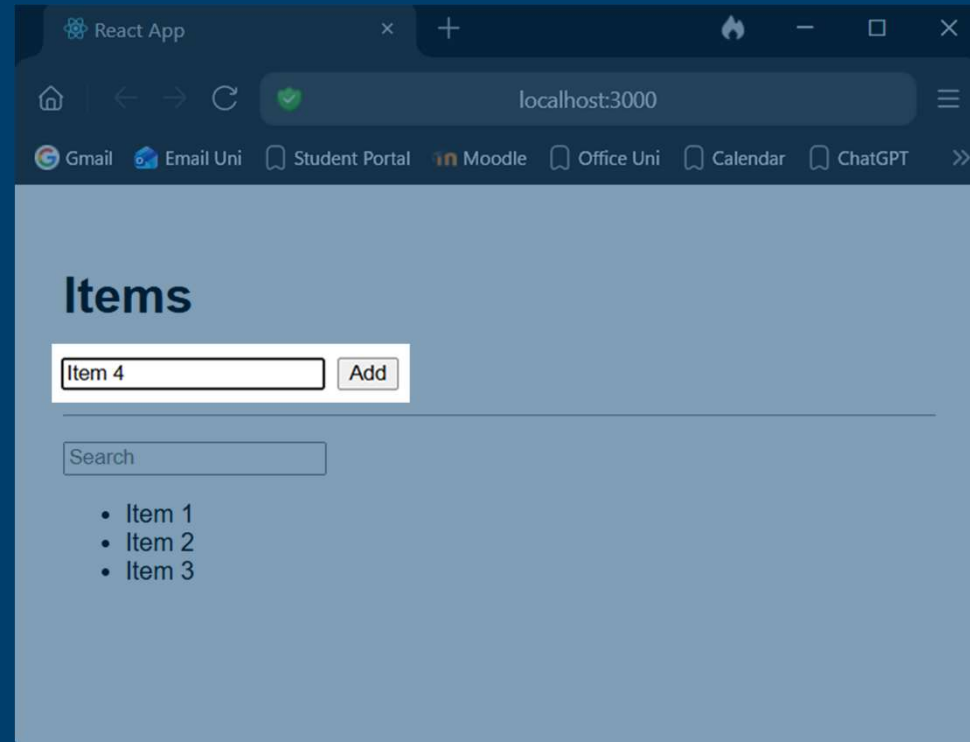 React App
localhost:3000
Gmail Email Uni Student Portal Moodle Office Uni Calendar ChatGPT
Items
Item 4 Add
Search
• Item 1
• Item 2
• Item 3